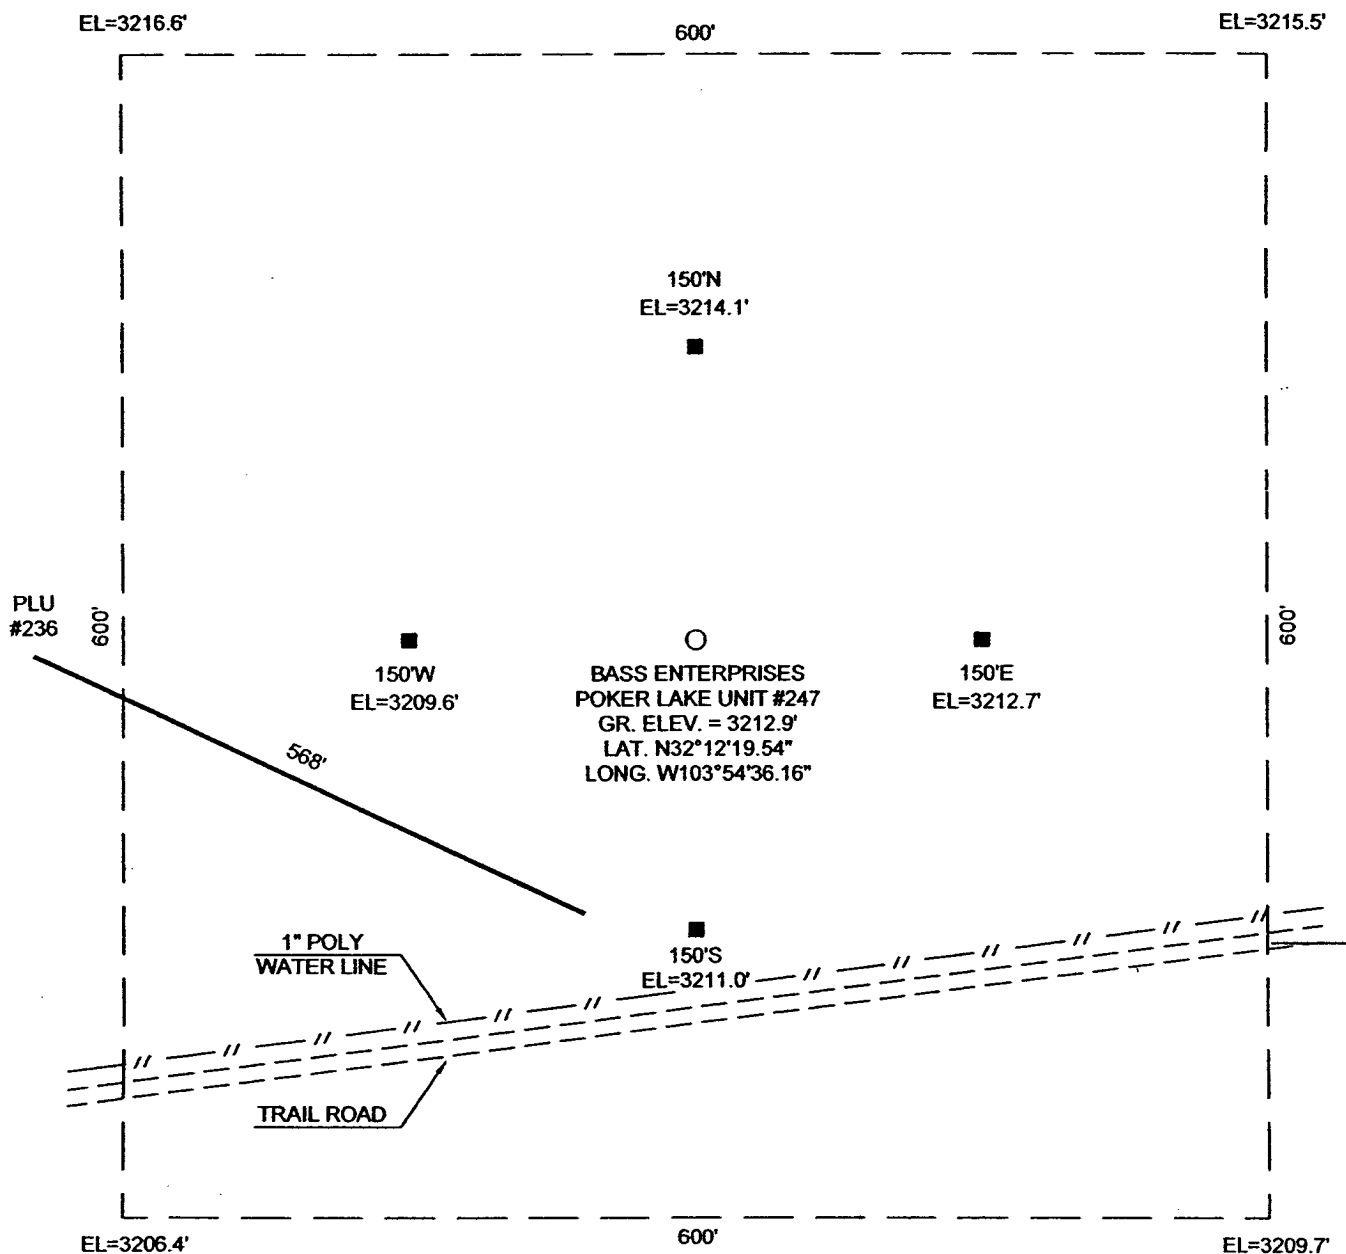 EL=3216.6'
600'
EL=3215.5'
150'N
EL=3214.1'
PLU
#236
600'
600'
150'W
EL=3209.6'
BASS ENTERPRISES
POKER LAKE UNIT #247
GR. ELEV. = 3212.9'
LAT. N32°12'19.54"
LONG. W103°54'36.16"
150'E
EL=3212.7'
568'
1" POLY
WATER LINE
150'S
EL=3211.0'
TRAIL ROAD
EL=3206.4'
600'
EL=3209.7'